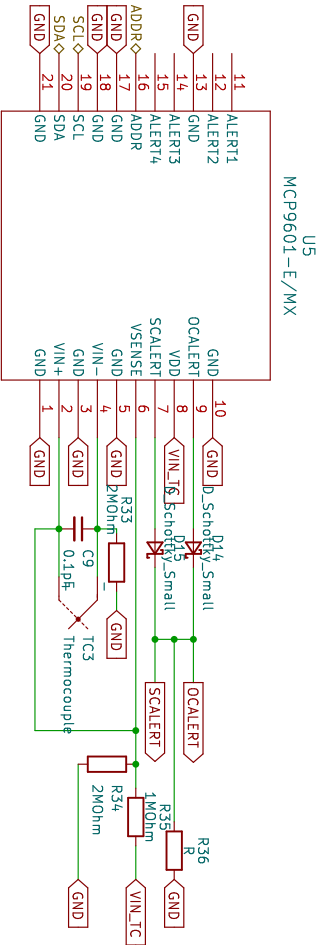 GND
SDA
SCL
GND
GND
ADDR
GND
21
20
19
18
17
16
15
14
13
12
11
GND
SDA
SCL
GND
GND
ADDR
ALERT4
ALERT3
GND
ALERT2
ALERT1
U5
MCP9601-E/MX
GND
VIN+
GND
VIN-
GND
VSENSE
SCALERT
VDD
OCALERT
GND
1
2
3
4
5
6
7
8
9
10
GND
GND
GND
VIN_TC
GND
R33
2MOhm
D_Schottky_Small
D15
D_Schottky_Small
D14
C9
0.1pF
+
-
TC3
Thermocouple
GND
SCALERT
OCALERT
R34
2MOhm
R35
1MOhm
R36
R
GND
VIN_TC
GND